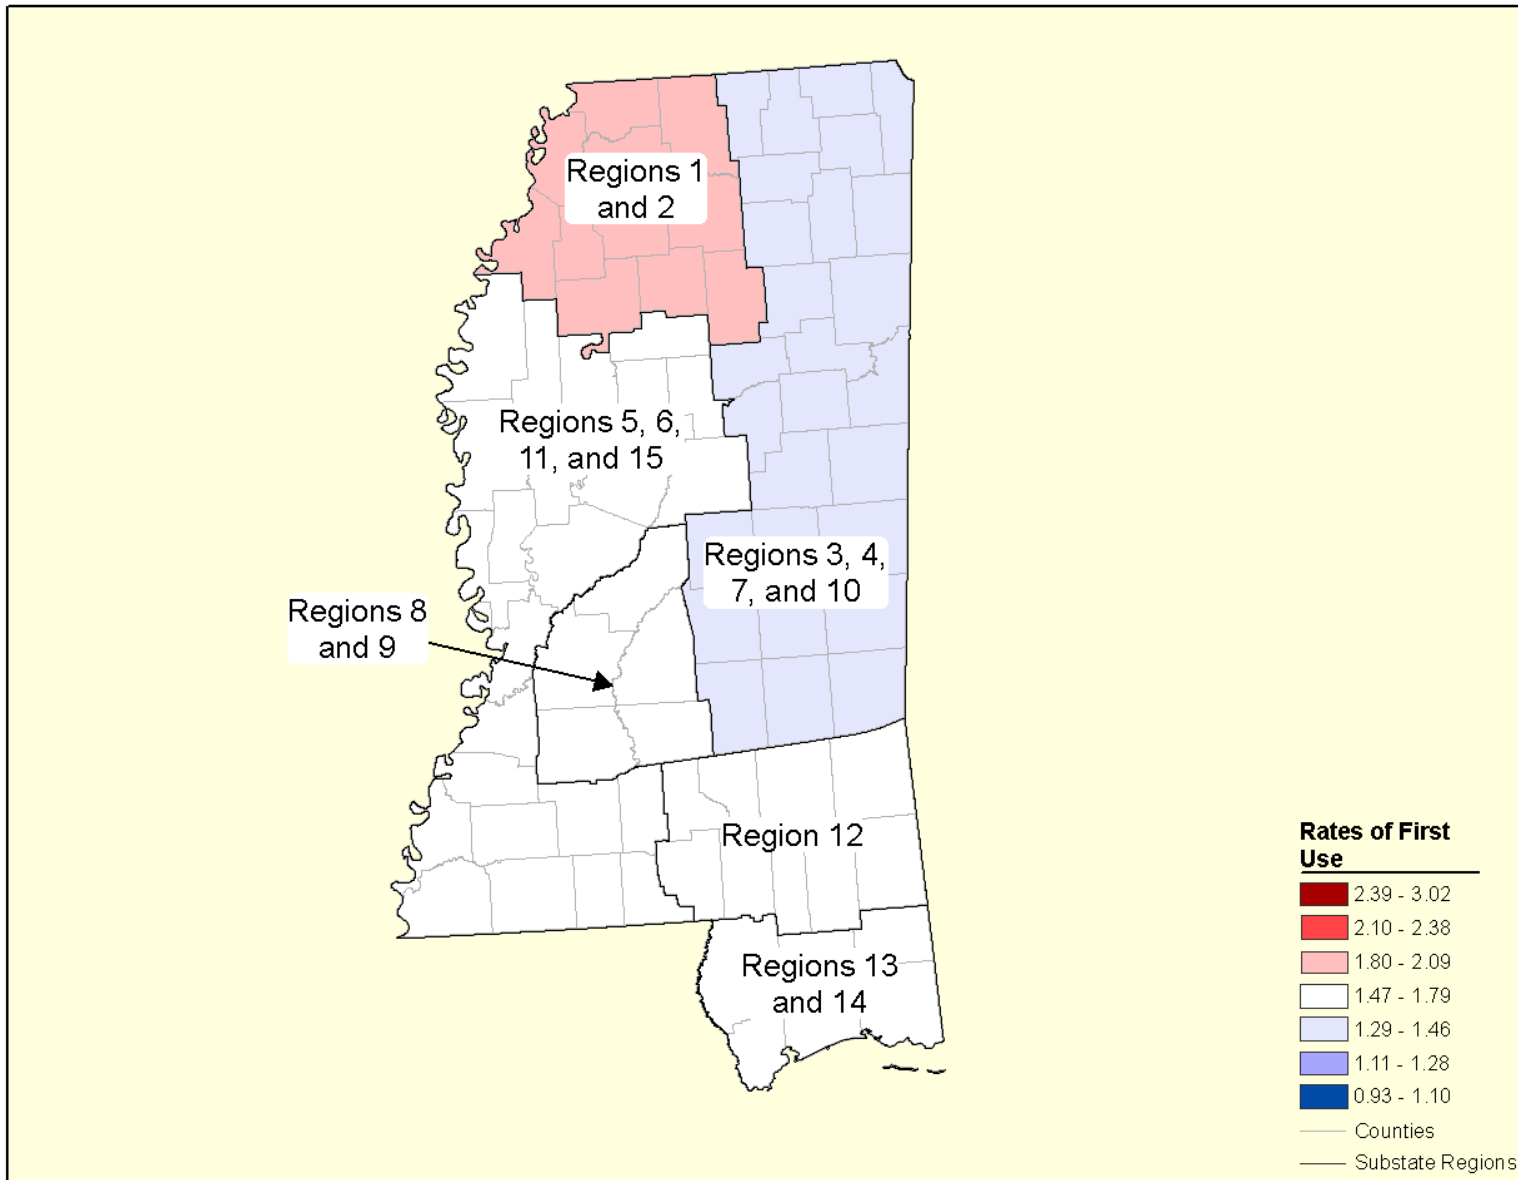 Regions 1
and 2
Regions 5, 6,
11, and 15
Regions 3, 4,
7, and 10
Regions 8
and 9
Region 12
Regions 13
and 14
Rates of First
Use
2.39 - 3.02
2.10 - 2.38
1.80 - 2.09
1.47 - 1.79
1.29 - 1.46
1.11 - 1.28
0.93 - 1.10
Counties
Substate Regions